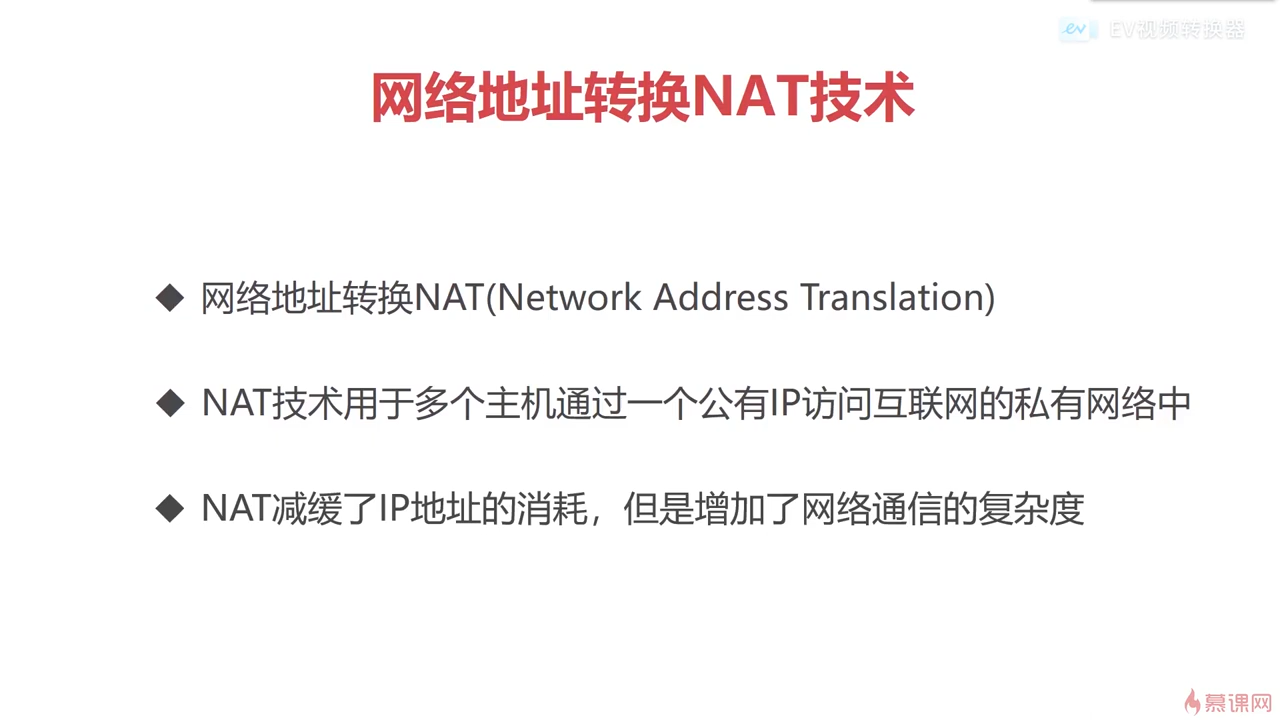 EV视频转换器
网络地址转换NAT技术
◆ 网络地址转换NAT(Network Address Translation)
◆ NAT技术用于多个主机通过一个公有IP访问互联网的私有网络中
◆ NAT减缓了IP地址的消耗，但是增加了网络通信的复杂度
慕课网